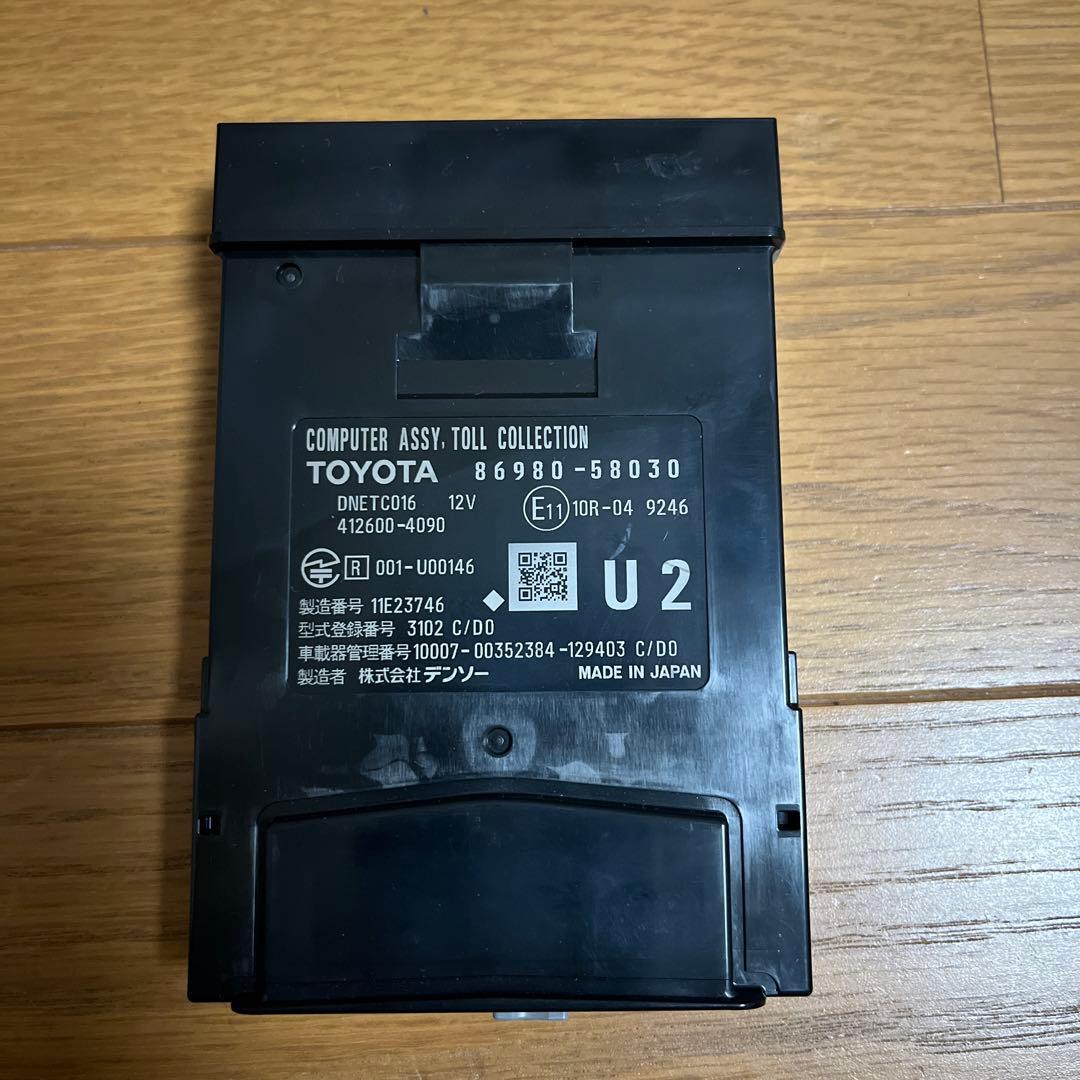 COMPUTER ASSY, TOLL COLLECTION
TOYOTA 86980-58030
DNETC016 12V
412600-4090
E11 10R-04 9246
R 001-U00146
U2
製造番号 11E23746
型式登録番号 3102 C/D0
車載器管理番号 10007-00352384-129403 C/D0
製造者 株式会社デンソー MADE IN JAPAN